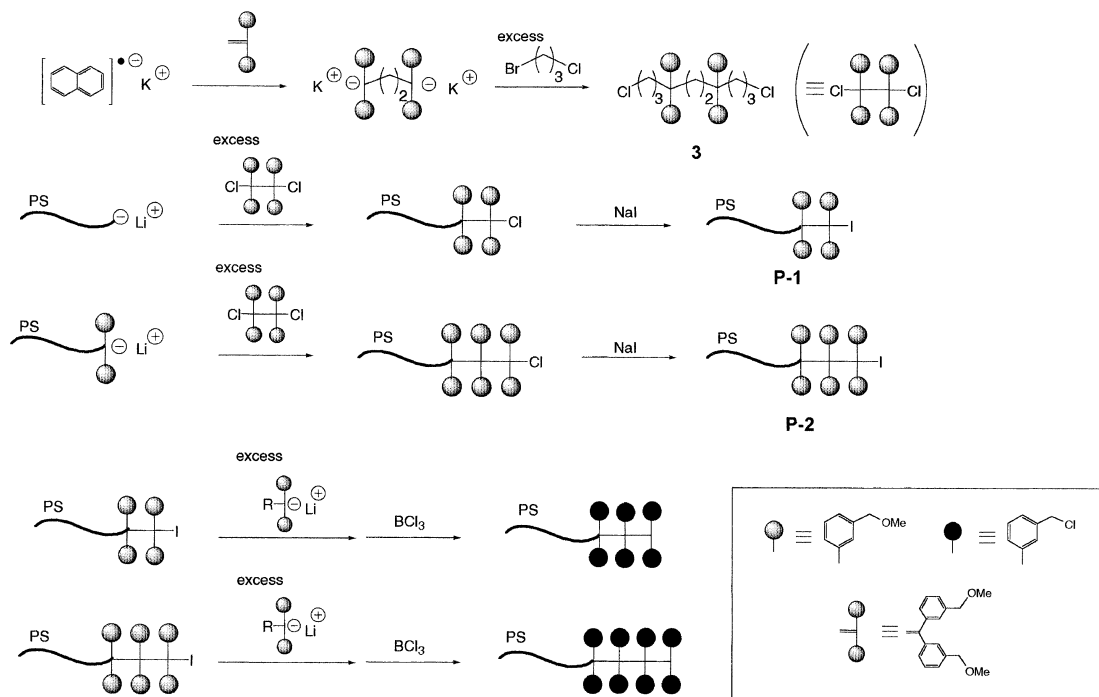 excess
Br ( )3 Cl
[ ]•⊖ K⊕
K⊕ ⊖ ( )2 ⊖ K⊕
Cl ( )3 ( )2 ( )3 Cl
( ≡ Cl Cl )
3
excess
PS ⊖ Li⊕
Cl Cl
PS Cl
NaI
PS I
P-1
excess
PS ⊖ Li⊕
Cl Cl
PS Cl
NaI
PS I
P-2
excess
PS I
R ⊖ Li⊕
BCl3
PS
excess
PS I
R ⊖ Li⊕
BCl3
PS
≡ OMe
≡ Cl
≡ OMe
OMe